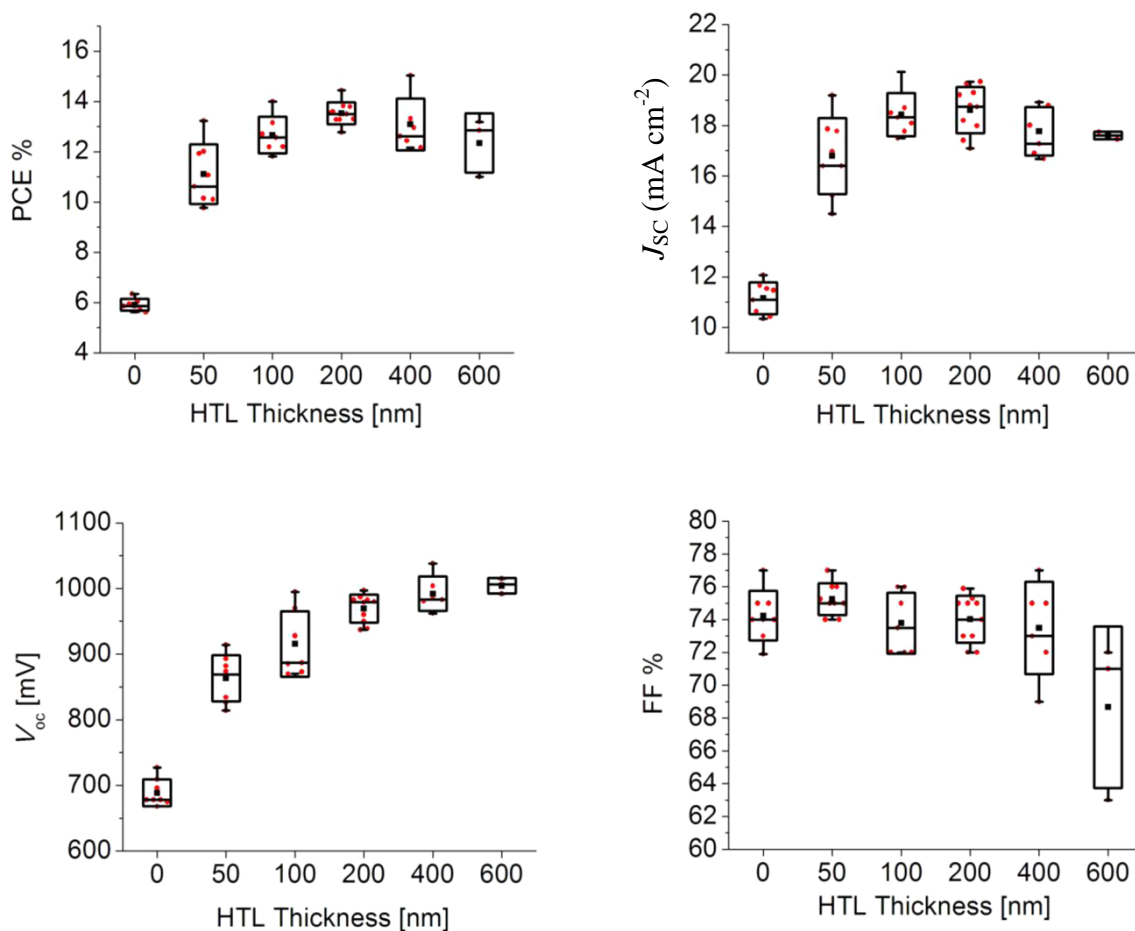 PCE %
16
14
12
10
8
6
4
0 50 100 200 400 600
HTL Thickness [nm]
J_SC (mA cm⁻²)
22
20
18
16
14
12
10
0 50 100 200 400 600
HTL Thickness [nm]
V_oc [mV]
1100
1000
900
800
700
600
0 50 100 200 400 600
HTL Thickness [nm]
FF %
80
78
76
74
72
70
68
66
64
62
60
0 50 100 200 400 600
HTL Thickness [nm]